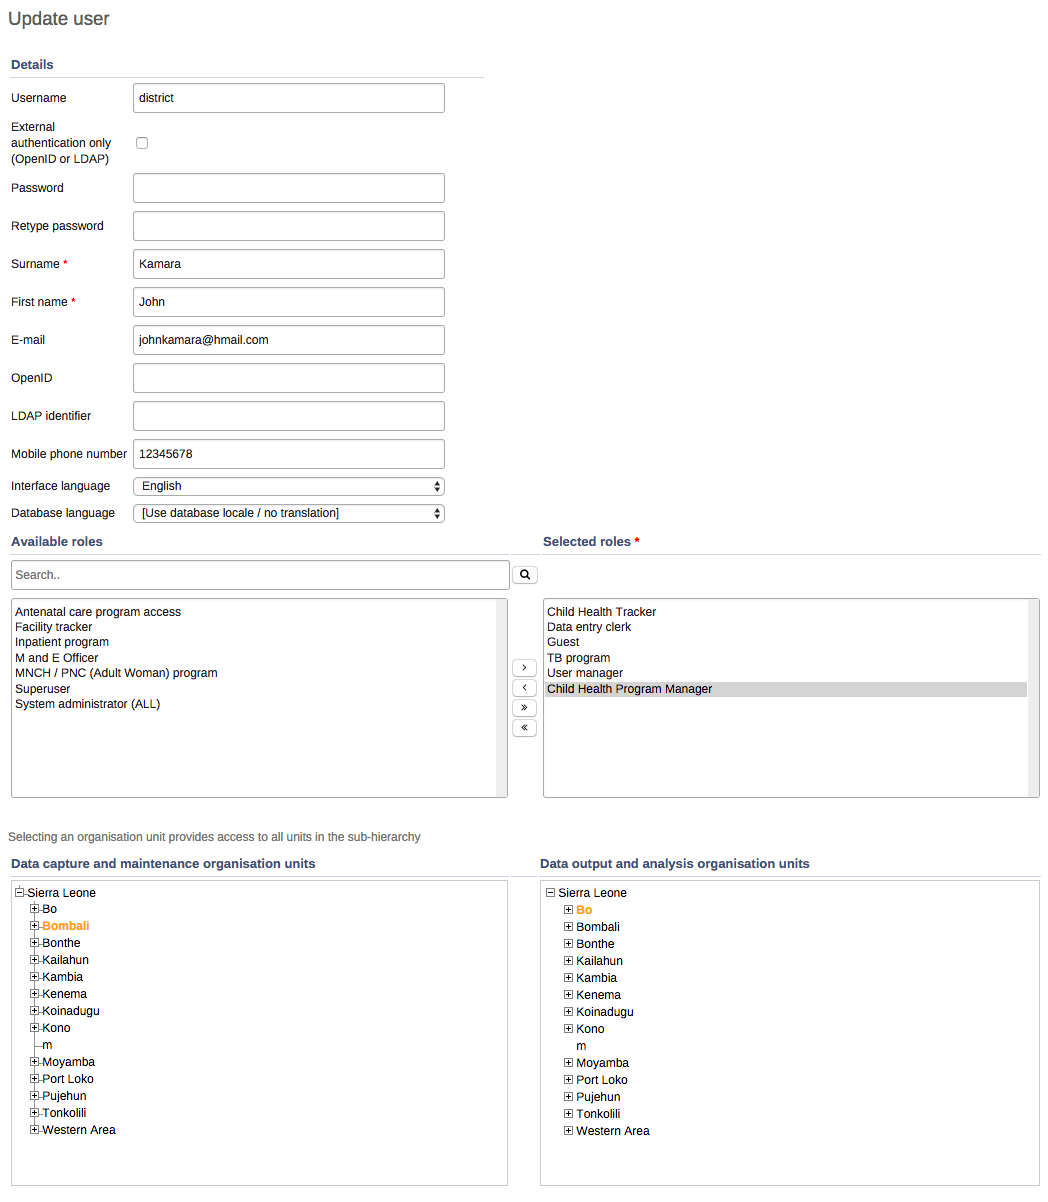 Update user
Details
Username
district
External
authentication only
(OpenID or LDAP)
Password
Retype password
Surname *
Kamara
First name *
John
E-mail
johnkamara@hmail.com
OpenID
LDAP identifier
Mobile phone number
12345678
Interface language
English
Database language
[Use database locale / no translation]
Available roles
Search..
Antenatal care program access
Facility tracker
Inpatient program
M and E Officer
MNCH / PNC (Adult Woman) program
Superuser
System administrator (ALL)
>
<
»
«
Selected roles *
Child Health Tracker
Data entry clerk
Guest
TB program
User manager
Child Health Program Manager
Selecting an organisation unit provides access to all units in the sub-hierarchy
Data capture and maintenance organisation units
Sierra Leone
Bo
Bombali
Bonthe
Kailahun
Kambia
Kenema
Koinadugu
Kono
m
Moyamba
Port Loko
Pujehun
Tonkolili
Western Area
Data output and analysis organisation units
Sierra Leone
Bo
Bombali
Bonthe
Kailahun
Kambia
Kenema
Koinadugu
Kono
m
Moyamba
Port Loko
Pujehun
Tonkolili
Western Area